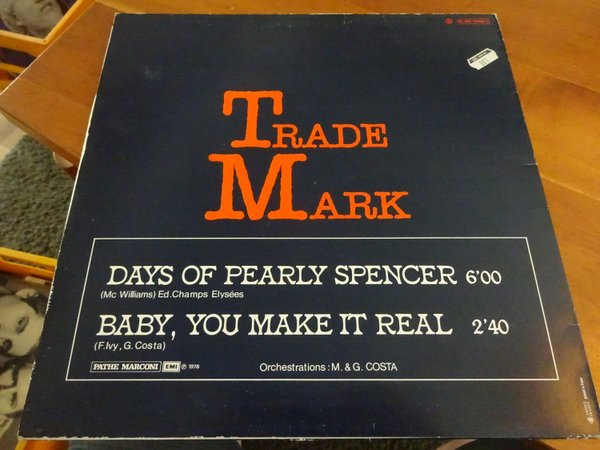 TRADE
MARK
DAYS OF PEARLY SPENCER 6'00
(Mc Williams) Ed. Champs Elysées
BABY, YOU MAKE IT REAL 2'40
(F. Ivy, G. Costa)
PATHE MARCONI EMI ℗ 1978 Orchestrations : M. & G. COSTA